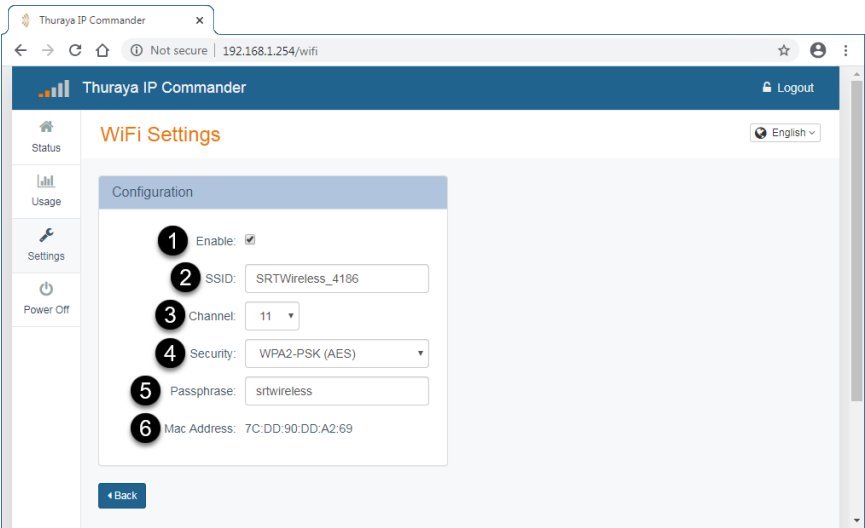 Thuraya IP Commander
Not secure | 192.168.1.254/wifi
Thuraya IP Commander
Logout
Status
WiFi Settings
English
Usage
Configuration
1 Enable:
Settings
2 SSID: SRTWireless_4186
Power Off
3 Channel: 11
4 Security: WPA2-PSK (AES)
5 Passphrase: srtwireless
6 Mac Address: 7C:DD:90:DD:A2:69
Back